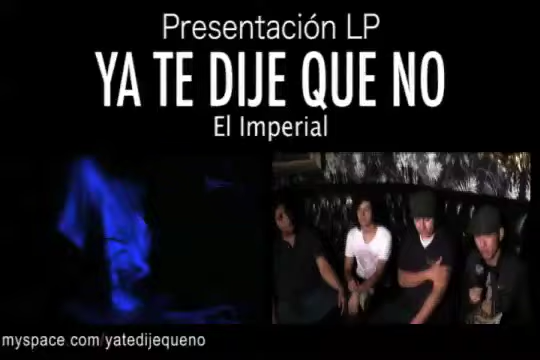 Presentación LP
YA TE DIJE QUE NO
El Imperial
myspace.com/yatedijequeno